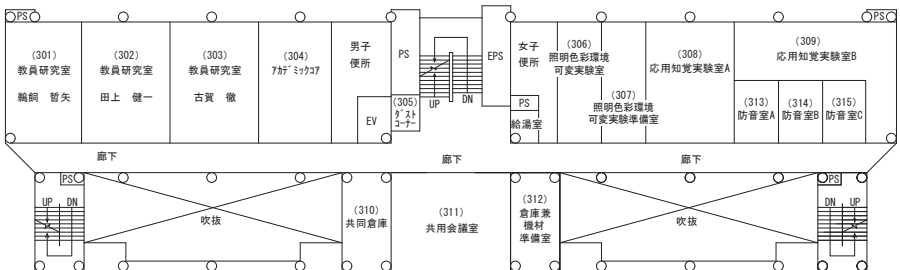 PS
PS
(301)
教員研究室
鵜飼 哲矢
(302)
教員研究室
田上 健一
(303)
教員研究室
古賀 徹
(304)
ｱｶﾃﾞﾐｯｸｺｱ
男子
便所
EV
PS
(305)
ﾀﾞｽﾄ
ｺｰﾅｰ
UP
DN
EPS
女子
便所
PS
給湯室
(306)
照明色彩環境
可変実験室
(307)
照明色彩環境
可変実験準備室
(308)
応用知覚実験室A
(309)
応用知覚実験室B
(313)
防音室A
(314)
防音室B
(315)
防音室C
廊下
廊下
廊下
PS
UP
DN
吹抜
(310)
共同倉庫
(311)
共用会議室
(312)
倉庫兼
機材
準備室
吹抜
PS
DN
UP